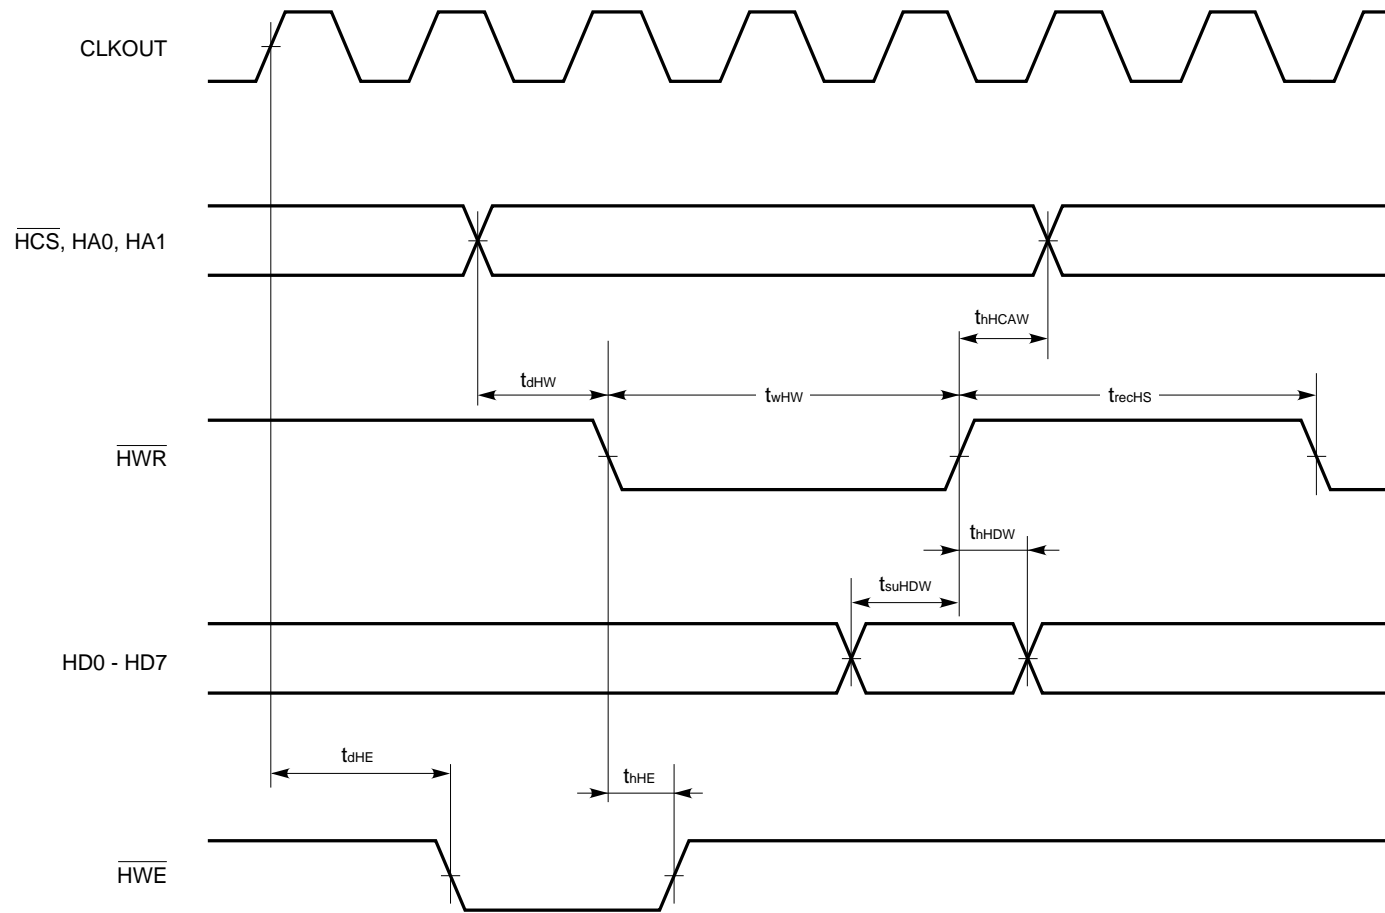 CLKOUT
HCS, HA0, HA1
thHCAW
tdHW
twHW
trecHS
HWR
thHDW
tsuHDW
HD0 - HD7
tdHE
thHE
HWE